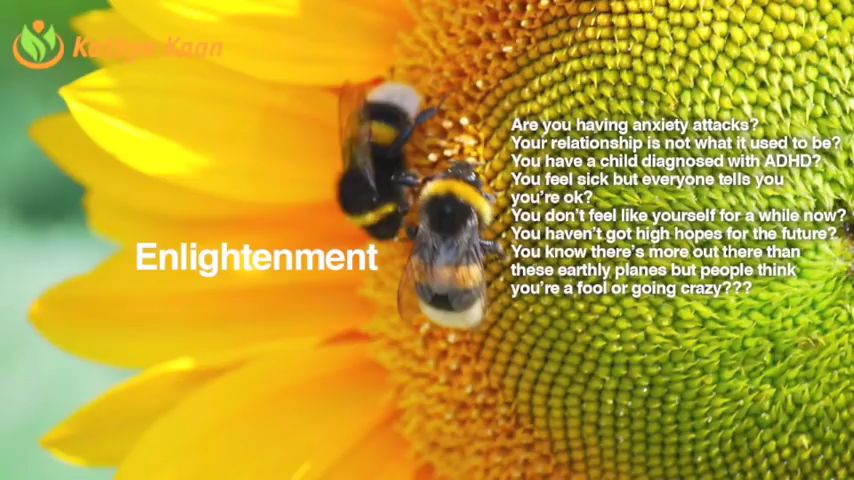 Kathye Kaan
Enlightenment
Are you having anxiety attacks?
Your relationship is not what it used to be?
You have a child diagnosed with ADHD?
You feel sick but everyone tells you
you're ok?
You don't feel like yourself for a while now?
You haven't got high hopes for the future?
You know there's more out there than
these earthly planes but people think
you're a fool or going crazy???